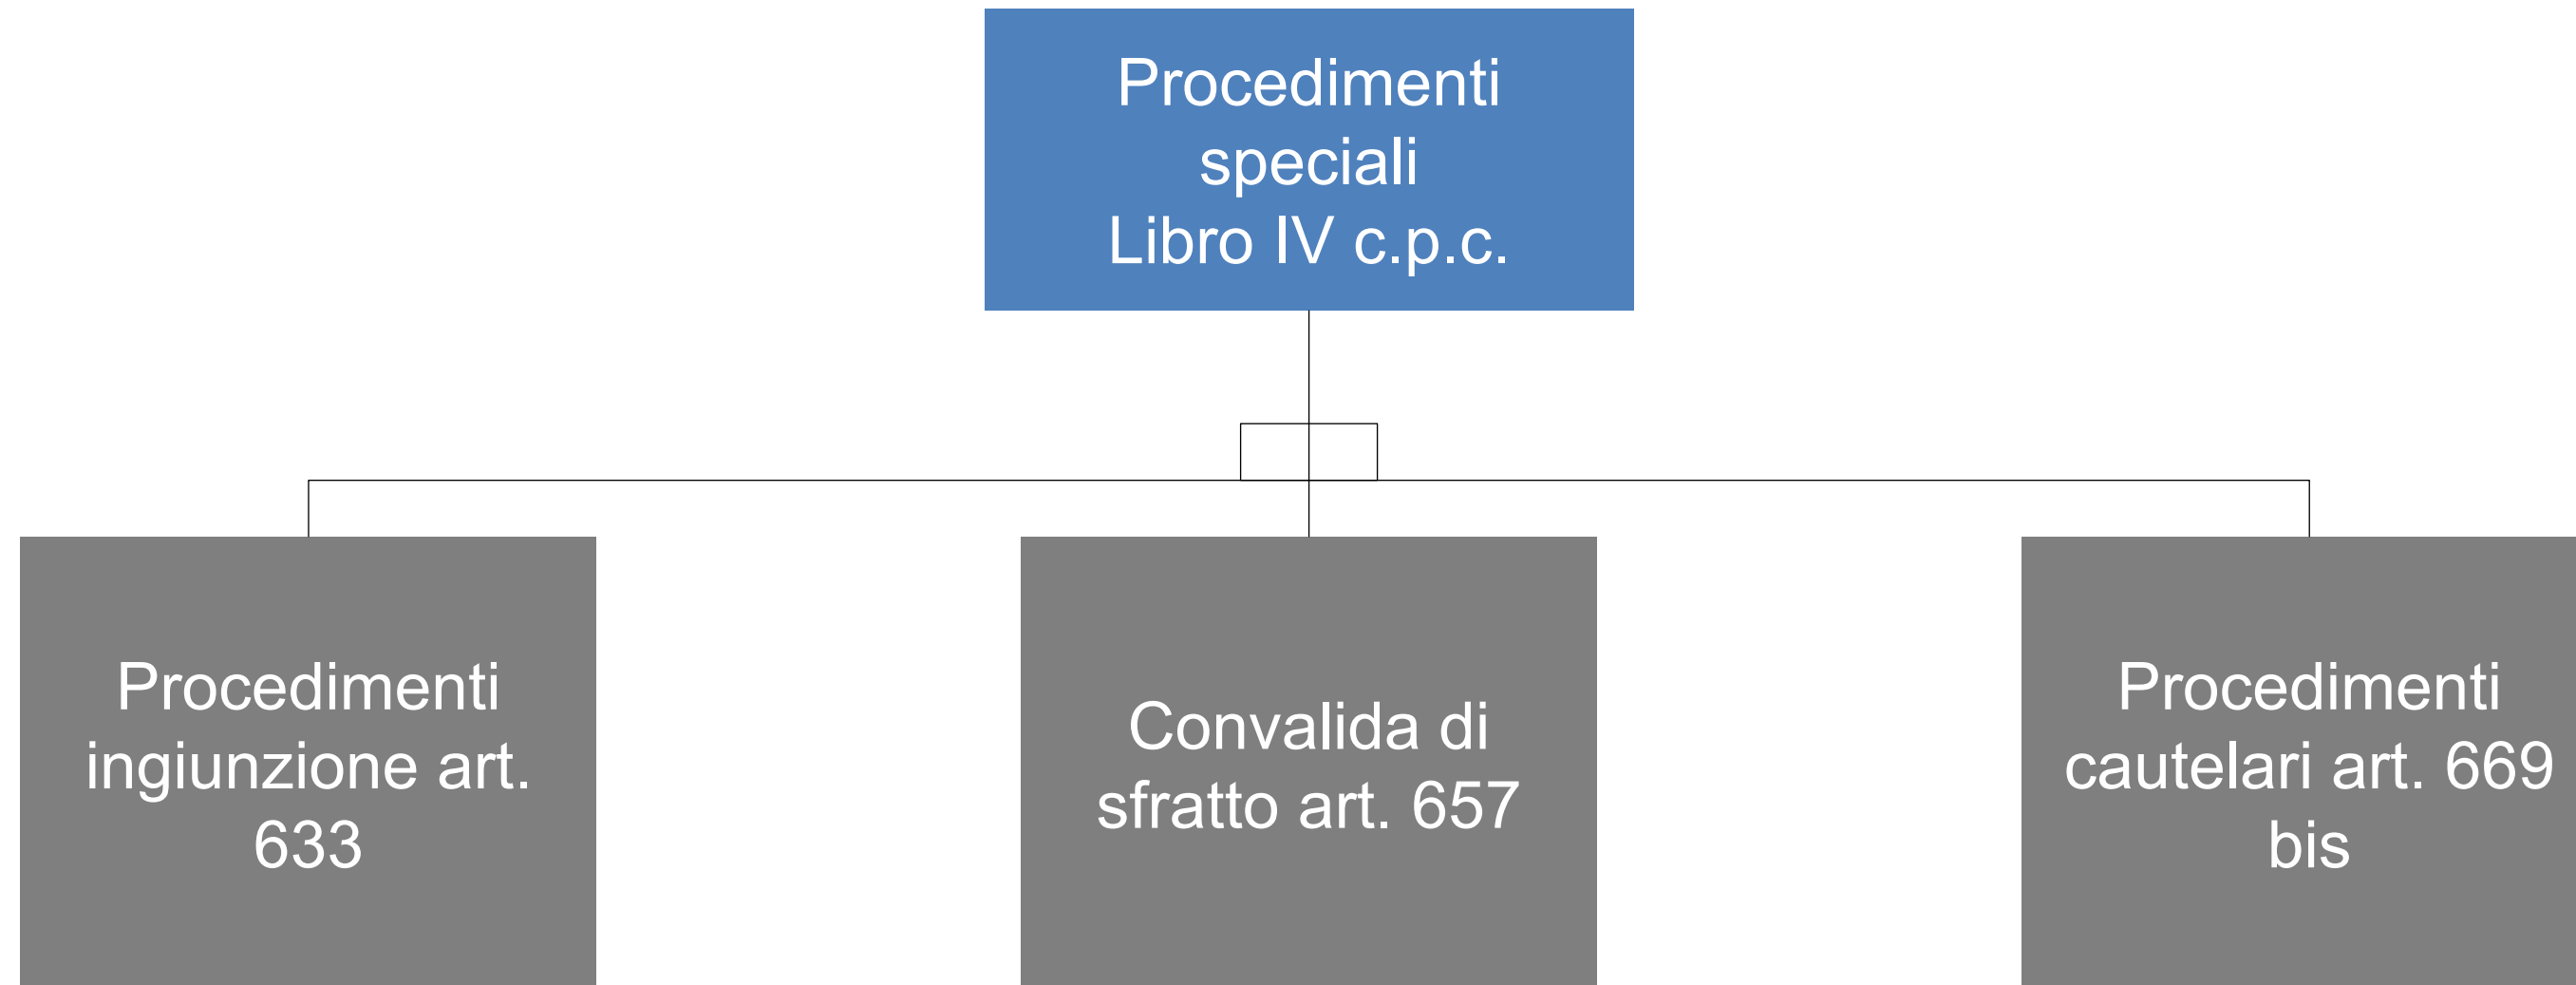 Procedimenti
speciali
Libro IV c.p.c.
Procedimenti
ingiunzione art.
633
Convalida di
sfratto art. 657
Procedimenti
cautelari art. 669
bis